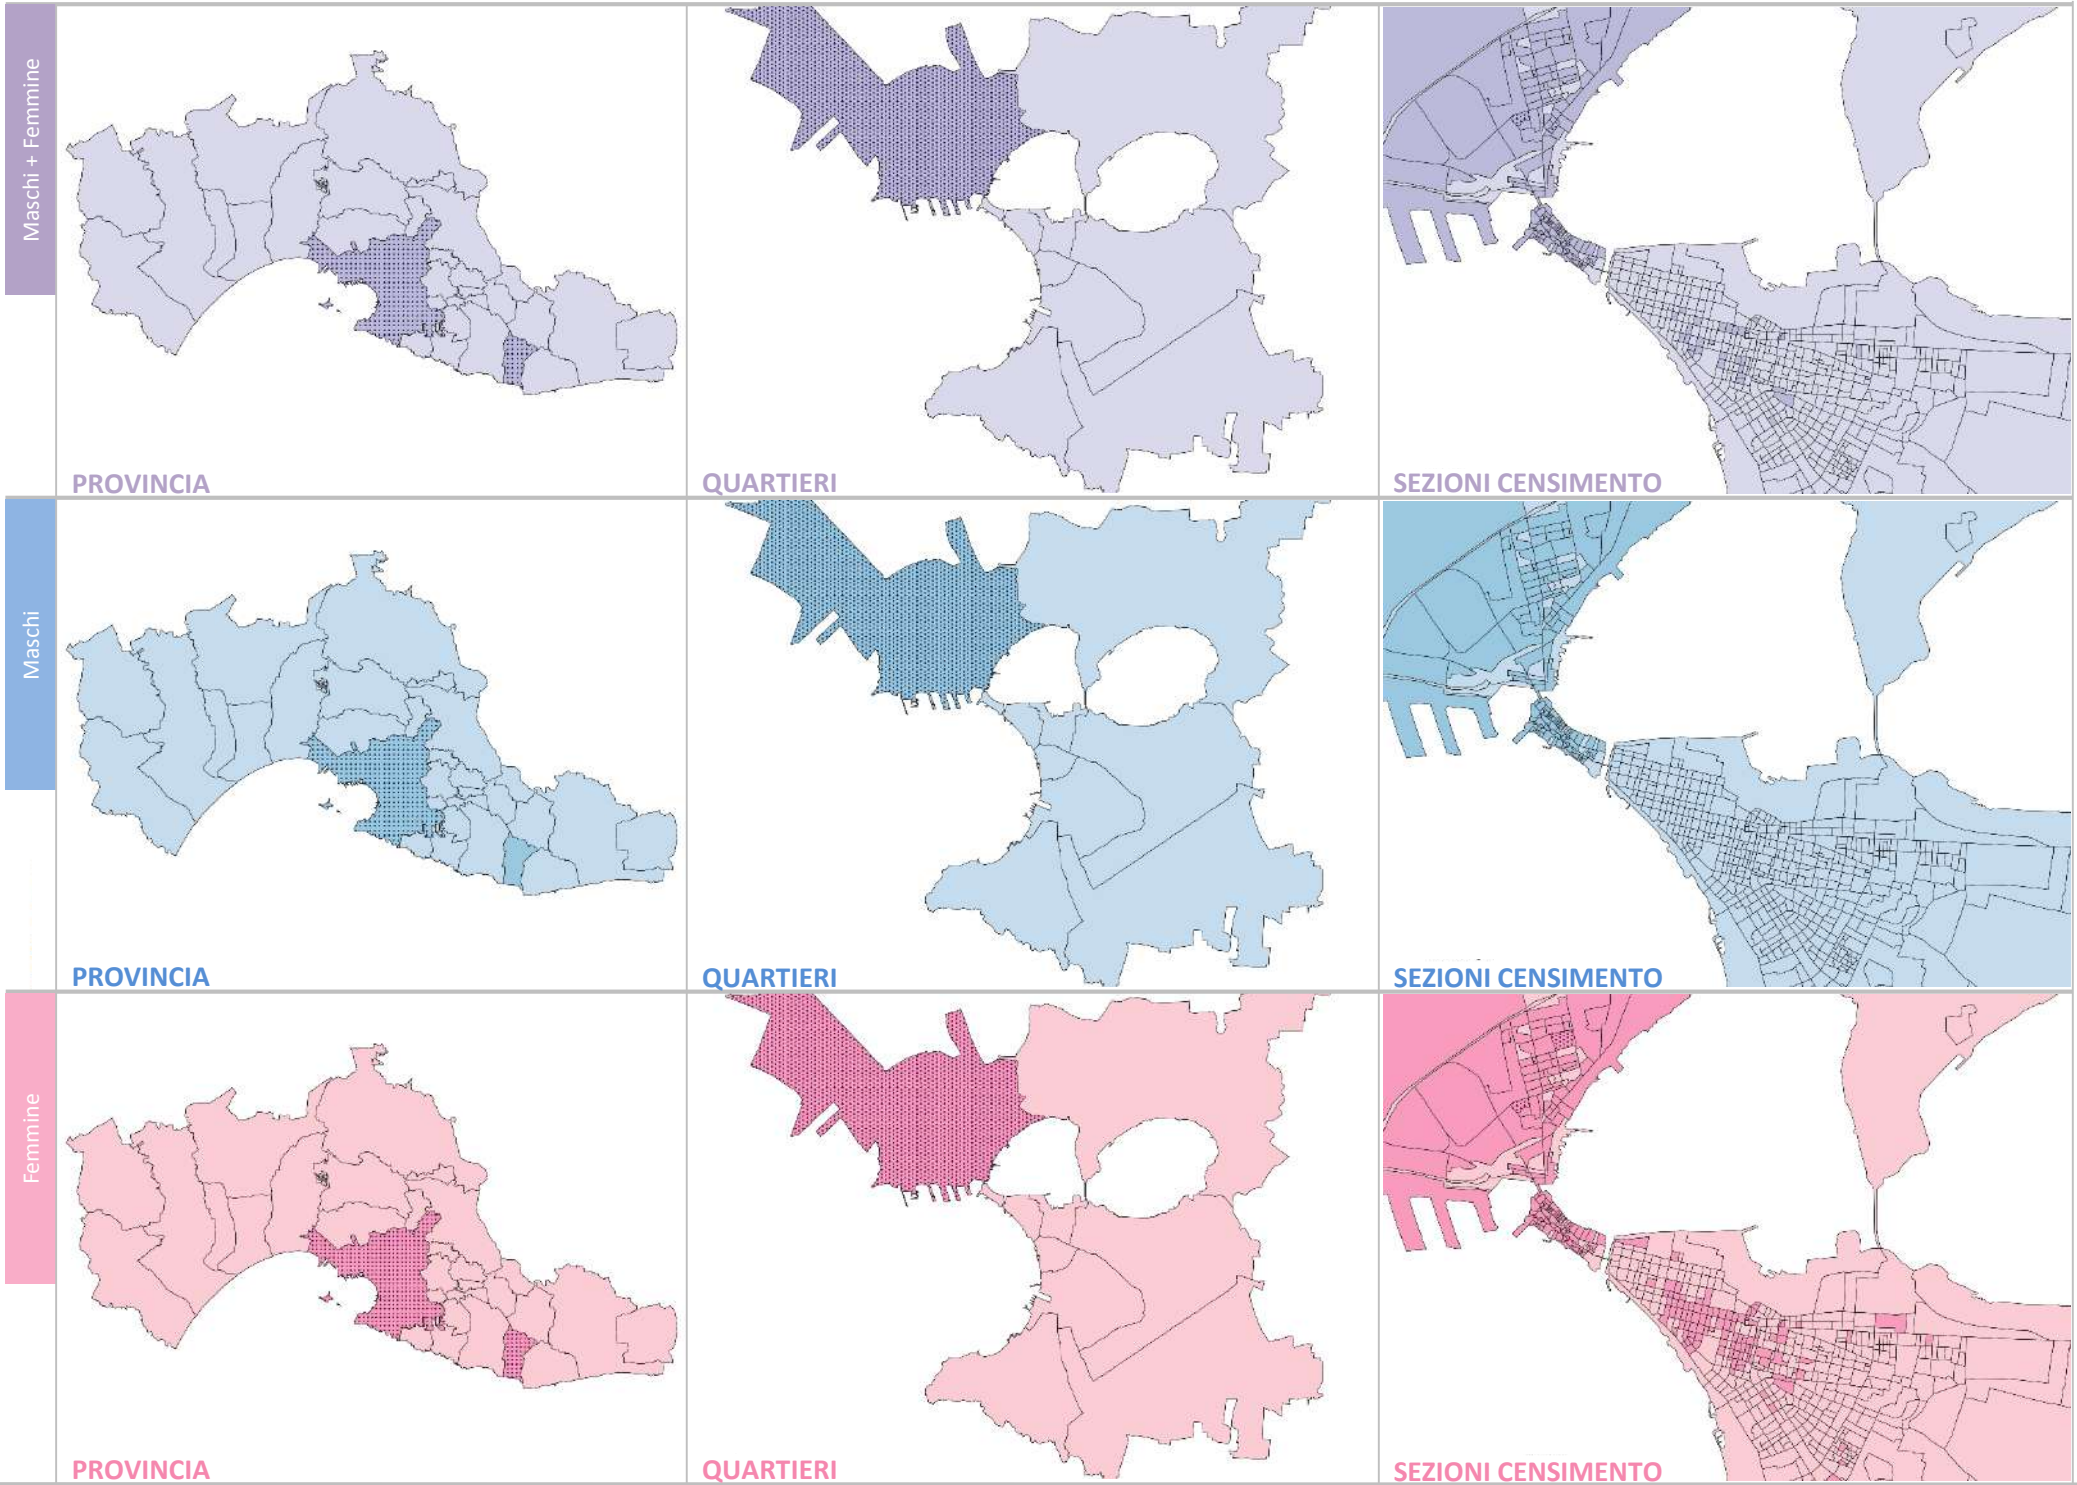 Maschi + Femmine
PROVINCIA
QUARTIERI
SEZIONI CENSIMENTO
Maschi
PROVINCIA
QUARTIERI
SEZIONI CENSIMENTO
Femmine
PROVINCIA
QUARTIERI
SEZIONI CENSIMENTO